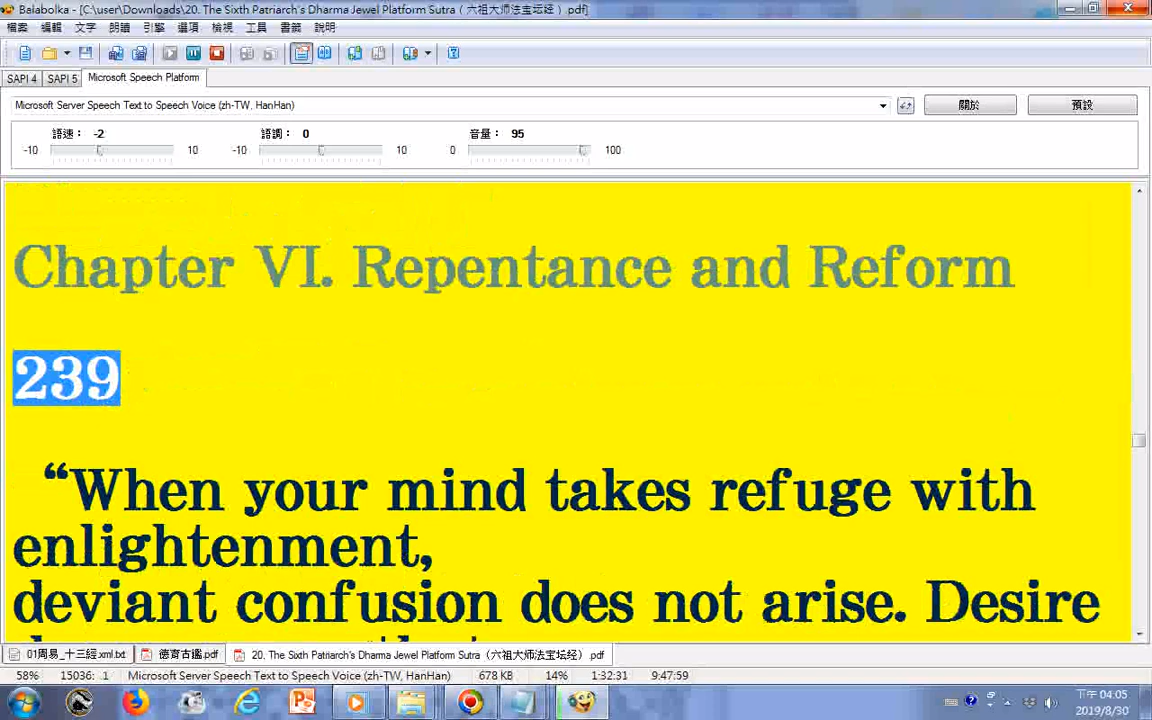 Balabolka - [C:\user\Downloads\20. The Sixth Patriarch's Dharma Jewel Platform Sutra（六祖大师法宝坛经）.pdf]
檔案 編輯 文字 朗讀 引擎 選項 檢視 工具 書籤 說明
SAPI 4 SAPI 5 Microsoft Speech Platform
Microsoft Server Speech Text to Speech Voice (zh-TW, HanHan) 關於 預設
語速： -2 語調： 0 音量： 95
-10 10 -10 10 0 100
Chapter VI. Repentance and Reform
239
“When your mind takes refuge with
enlightenment,
deviant confusion does not arise. Desire
01周易_十三經.xml.txt 德育古鑑.pdf 20. The Sixth Patriarch's Dharma Jewel Platform Sutra（六祖大师法宝坛经）.pdf
58% 15036: 1 Microsoft Server Speech Text to Speech Voice (zh-TW, HanHan) 678 KB 14% 1:32:31 9:47:59
下午 04:05
2019/8/30